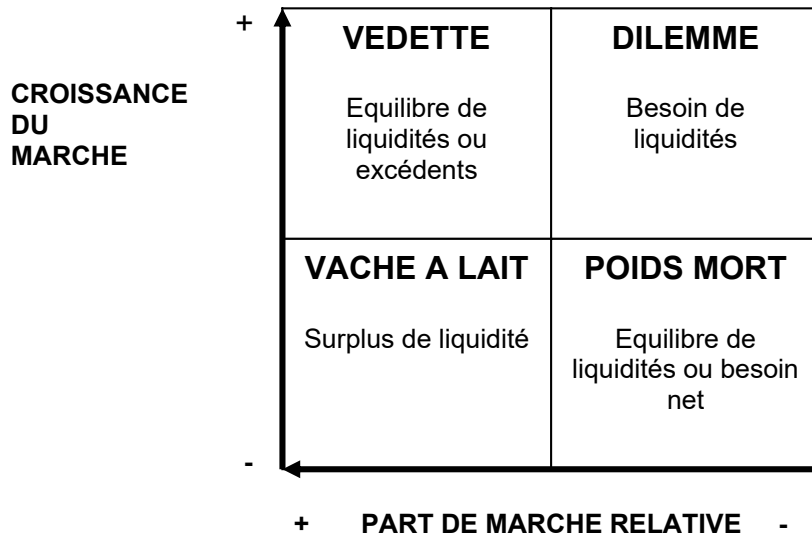 +
CROISSANCE
DU
MARCHE
VEDETTE
Equilibre de
liquidités ou
excédents
DILEMME
Besoin de
liquidités
VACHE A LAIT
Surplus de liquidité
POIDS MORT
Equilibre de
liquidités ou besoin
net
-
+ PART DE MARCHE RELATIVE -